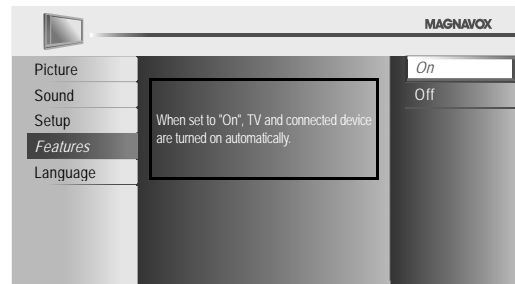 MAGNAVOX
Picture
Sound
Setup
Features
Language
When set to "On", TV and connected device
are turned on automatically.
On
Off